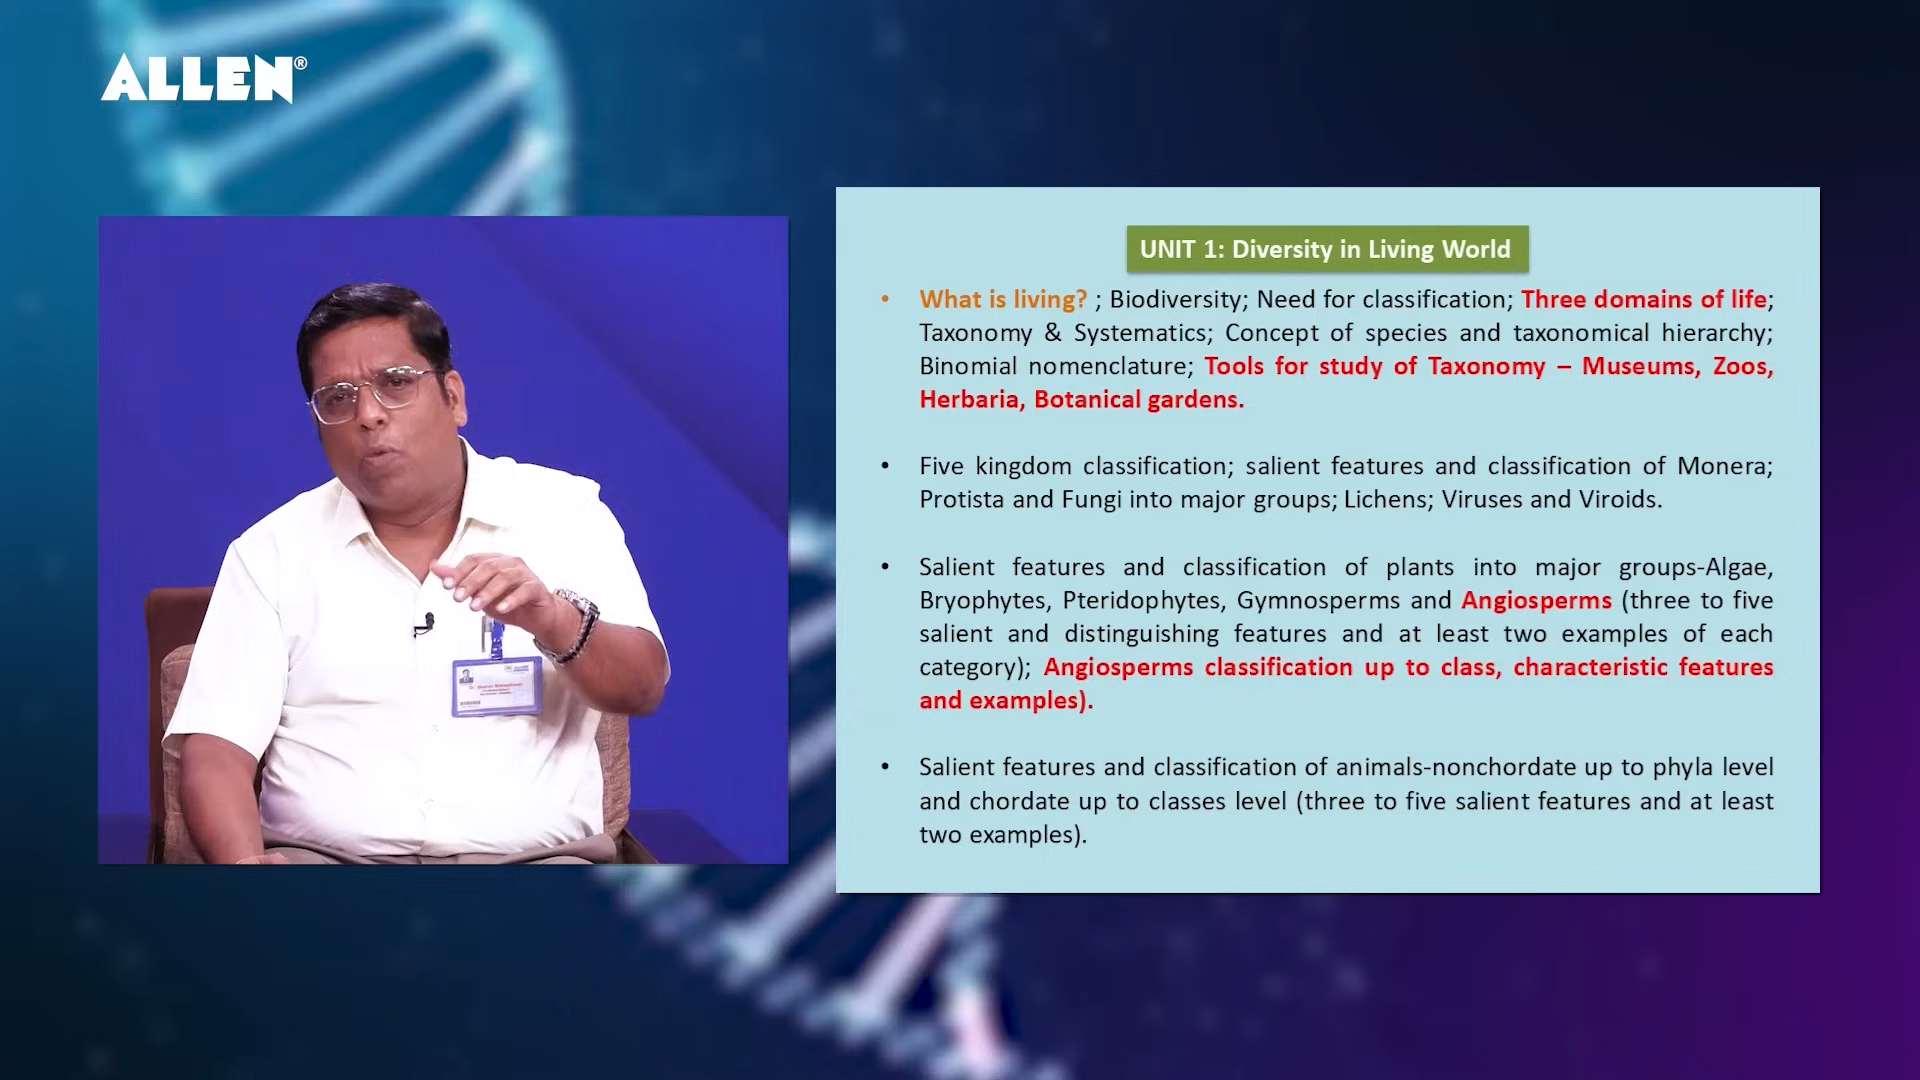 ALLEN®
UNIT 1: Diversity in Living World
• What is living? ; Biodiversity; Need for classification; Three domains of life;
Taxonomy & Systematics; Concept of species and taxonomical hierarchy;
Binomial nomenclature; Tools for study of Taxonomy – Museums, Zoos,
Herbaria, Botanical gardens.
• Five kingdom classification; salient features and classification of Monera;
Protista and Fungi into major groups; Lichens; Viruses and Viroids.
• Salient features and classification of plants into major groups-Algae,
Bryophytes, Pteridophytes, Gymnosperms and Angiosperms (three to five
salient and distinguishing features and at least two examples of each
category); Angiosperms classification up to class, characteristic features
and examples).
• Salient features and classification of animals-nonchordate up to phyla level
and chordate up to classes level (three to five salient features and at least
two examples).